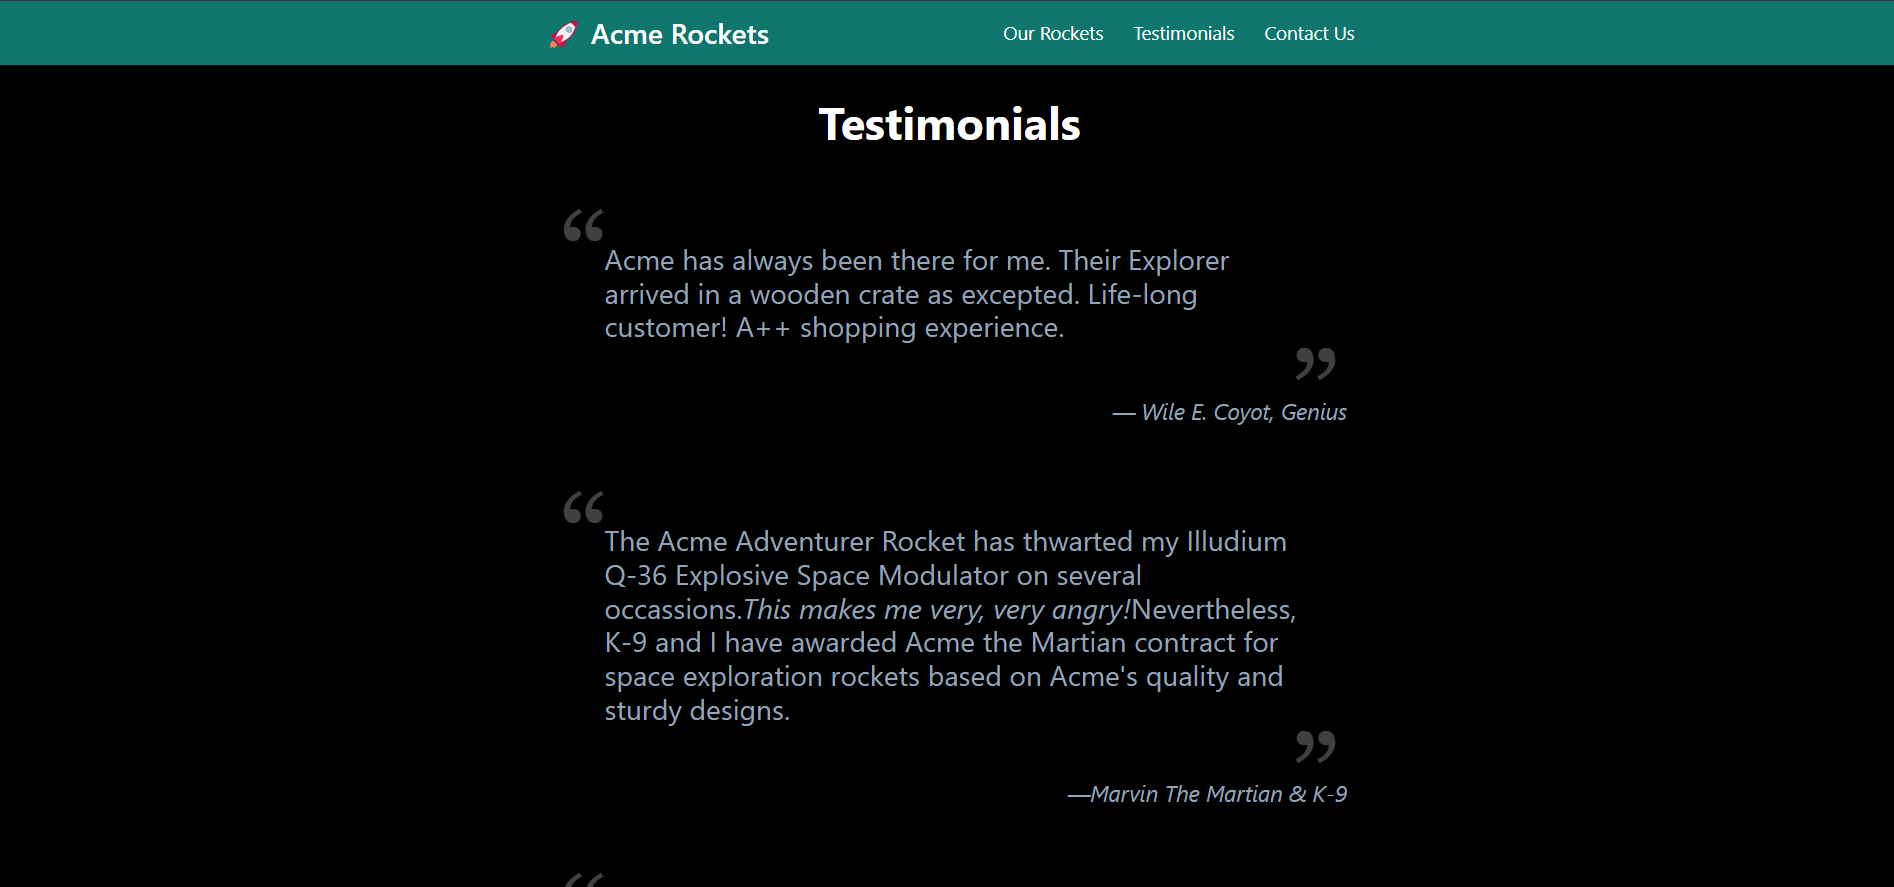 🚀 Acme Rockets
Our Rockets
Testimonials
Contact Us
Testimonials
“
Acme has always been there for me. Their Explorer
arrived in a wooden crate as excepted. Life-long
customer! A++ shopping experience.
”
— Wile E. Coyot, Genius
“
The Acme Adventurer Rocket has thwarted my Illudium
Q-36 Explosive Space Modulator on several
occassions.This makes me very, very angry!Nevertheless,
K-9 and I have awarded Acme the Martian contract for
space exploration rockets based on Acme's quality and
sturdy designs.
”
—Marvin The Martian & K-9
“